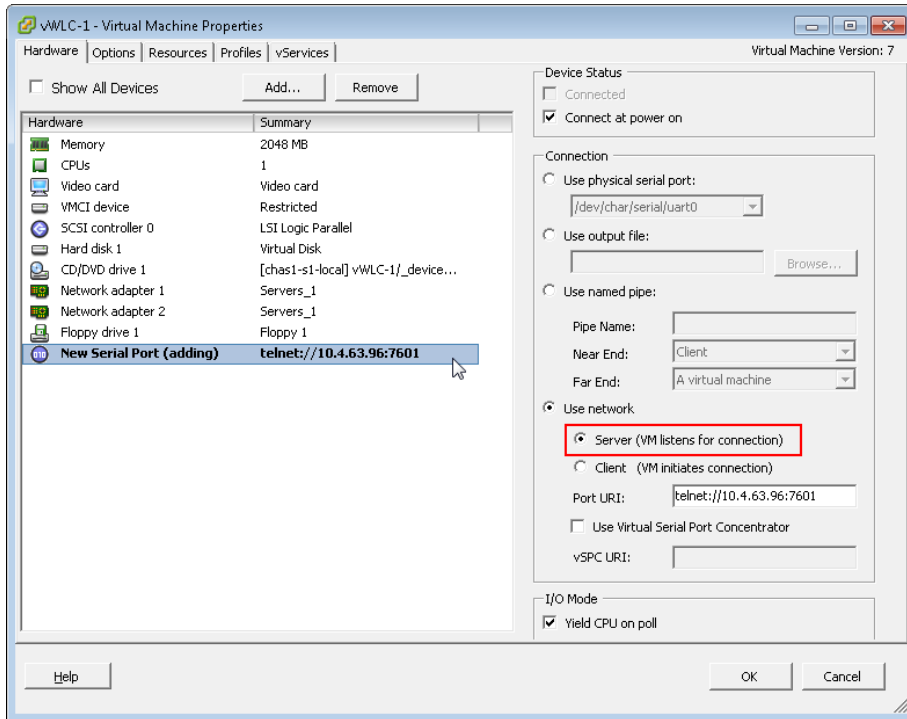 vWLC-1 - Virtual Machine Properties
Hardware Options Resources Profiles vServices Virtual Machine Version: 7
Show All Devices Add... Remove
Hardware Summary
Memory 2048 MB
CPUs 1
Video card Video card
VMCI device Restricted
SCSI controller 0 LSI Logic Parallel
Hard disk 1 Virtual Disk
CD/DVD drive 1 [chas1-s1-local] vWLC-1/_device...
Network adapter 1 Servers_1
Network adapter 2 Servers_1
Floppy drive 1 Floppy 1
New Serial Port (adding) telnet://10.4.63.96:7601
Device Status
Connected
Connect at power on
Connection
Use physical serial port:
/dev/char/serial/uart0
Use output file:
Browse...
Use named pipe:
Pipe Name:
Near End: Client
Far End: A virtual machine
Use network
Server (VM listens for connection)
Client (VM initiates connection)
Port URI: telnet://10.4.63.96:7601
Use Virtual Serial Port Concentrator
vSPC URI:
I/O Mode
Yield CPU on poll
Help OK Cancel